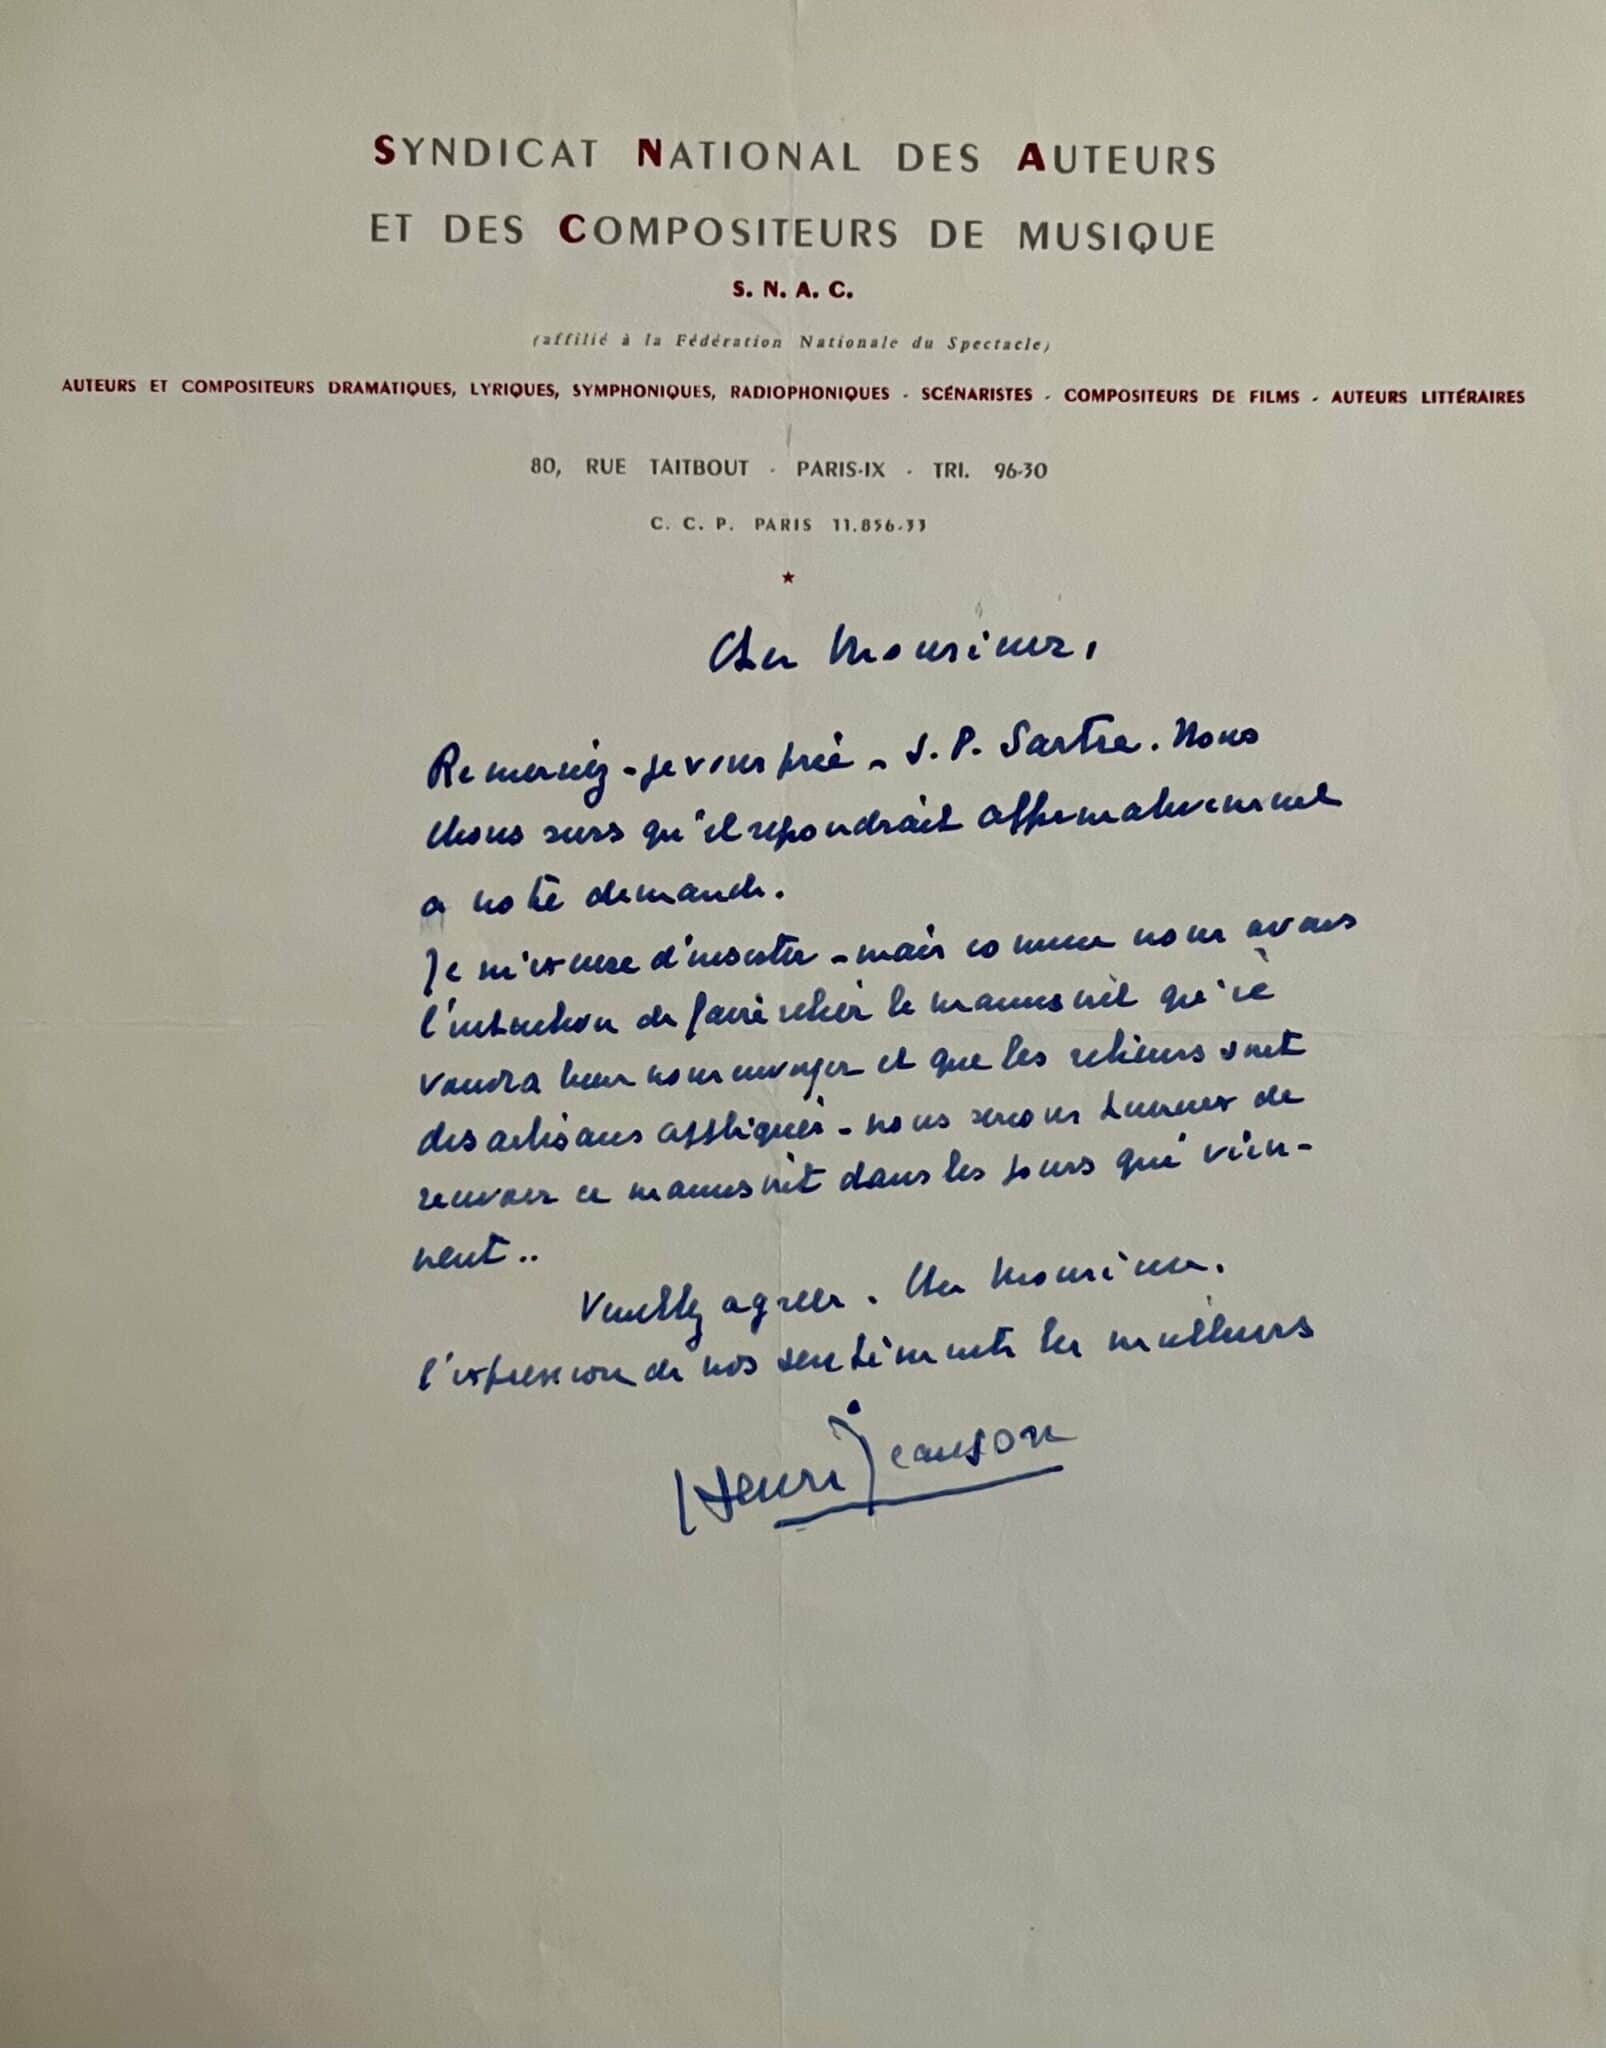 SYNDICAT NATIONAL DES AUTEURS
ET DES COMPOSITEURS DE MUSIQUE
S. N. A. C.
(affilié à la Fédération Nationale du Spectacle)
AUTEURS ET COMPOSITEURS DRAMATIQUES, LYRIQUES, SYMPHONIQUES, RADIOPHONIQUES - SCÉNARISTES - COMPOSITEURS DE FILMS - AUTEURS LITTÉRAIRES
80, RUE TAITBOUT - PARIS-IX - TRI. 96-30
C. C. P. PARIS 11.856-33
Cher Monsieur,
Remerciez - je vous prie - J. P. Sartre. Nous
étions surs qu'il repondrait affirmativement
a notre demande.
Je m'excuse d'insister - mais comme nous avons
l'intention de faire relier le manuscrit qu'il
voudra bien nous envoyer et que les relieurs sont
des artisans appliqués - nous serions heureux de
recevoir ce manuscrit dans les jours qui vien-
nent..
Veuillez agreer. Cher Monsieur.
l'expression de nos sentiments les meilleurs
Henri Jeanson